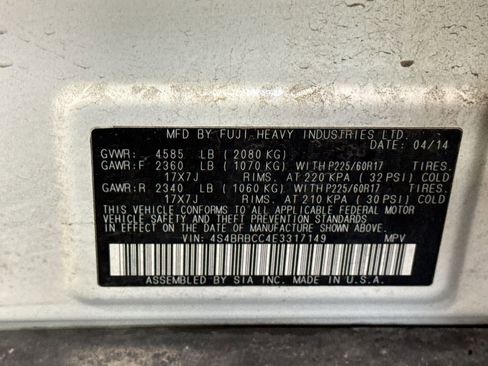 MFD BY FUJI HEAVY INDUSTRIES LTD.
DATE: 04/14
GVWR: 4585 LB (2080 KG)
GAWR:F 2360 LB (1070 KG) WITH P225/60R17 TIRES.
17X7J RIMS. AT 220 KPA (32 PSI) COLD
GAWR:R 2340 LB (1060 KG) WITH P225/60R17 TIRES.
17X7J RIMS. AT 210 KPA (30 PSI) COLD
THIS VEHICLE CONFORMS TO ALL APPLICABLE FEDERAL MOTOR
VEHICLE SAFETY AND THEFT PREVENTION STANDARDS
IN EFFECT ON THE DATE OF MANUFACTURE SHOWN ABOVE.
VIN: 4S4BRBCC4E3317149 MPV
ASSEMBLED BY SIA INC. MADE IN U.S.A.